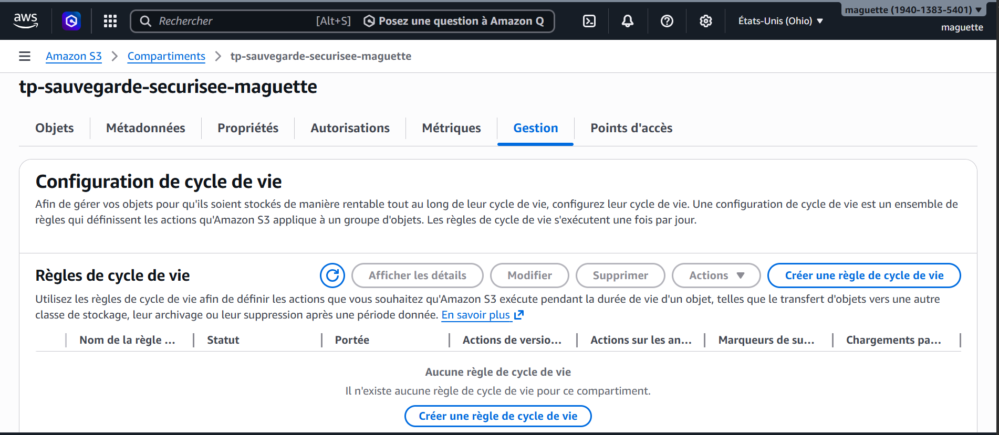 aws
Rechercher [Alt+S] Posez une question à Amazon Q
États-Unis (Ohio)
maguette (1940-1383-5401)
maguette
Amazon S3 > Compartiments > tp-sauvegarde-securisee-maguette
tp-sauvegarde-securisee-maguette
Objets Métadonnées Propriétés Autorisations Métriques Gestion Points d'accès
Configuration de cycle de vie
Afin de gérer vos objets pour qu'ils soient stockés de manière rentable tout au long de leur cycle de vie, configurez leur cycle de vie. Une configuration de cycle de vie est un ensemble de
règles qui définissent les actions qu'Amazon S3 applique à un groupe d'objets. Les règles de cycle de vie s'exécutent une fois par jour.
Règles de cycle de vie Afficher les détails Modifier Supprimer Actions Créer une règle de cycle de vie
Utilisez les règles de cycle de vie afin de définir les actions que vous souhaitez qu'Amazon S3 exécute pendant la durée de vie d'un objet, telles que le transfert d'objets vers une autre
classe de stockage, leur archivage ou leur suppression après une période donnée. En savoir plus
Nom de la règle ... Statut Portée Actions de versio... Actions sur les an... Marqueurs de su... Chargements pa...
Aucune règle de cycle de vie
Il n'existe aucune règle de cycle de vie pour ce compartiment.
Créer une règle de cycle de vie